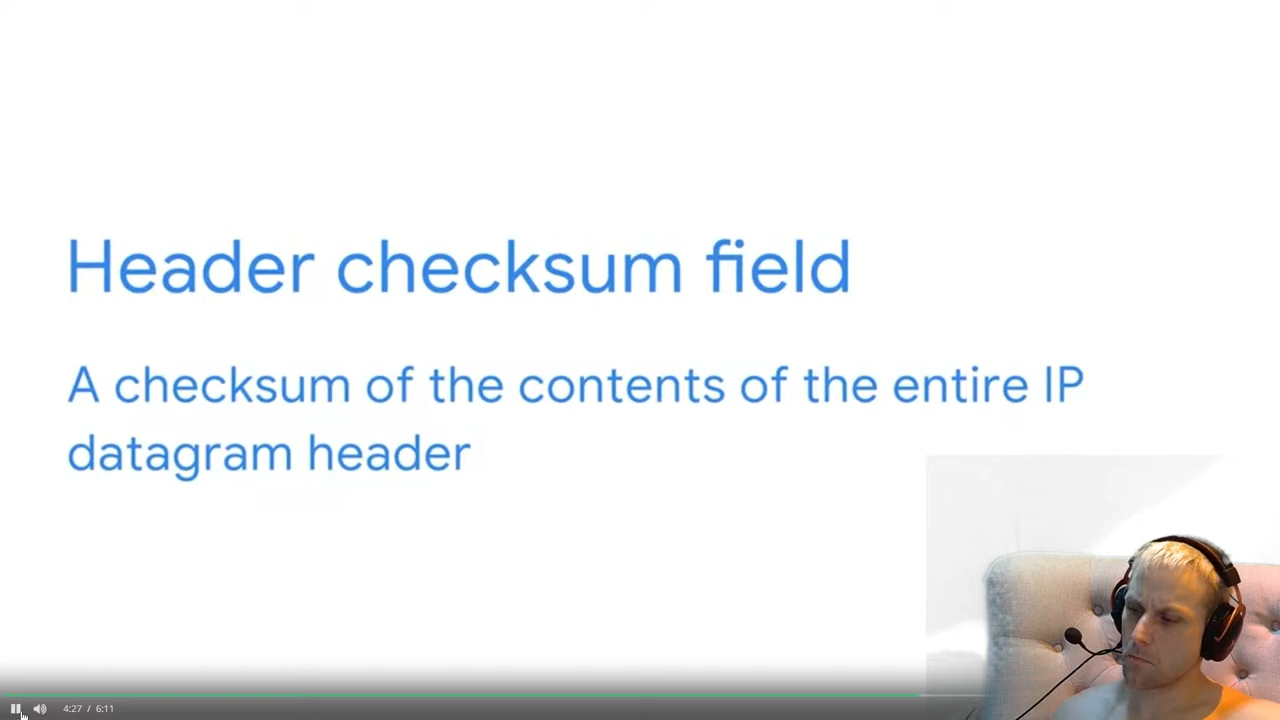 Header checksum field
A checksum of the contents of the entire IP
datagram header
4:27 / 6:11